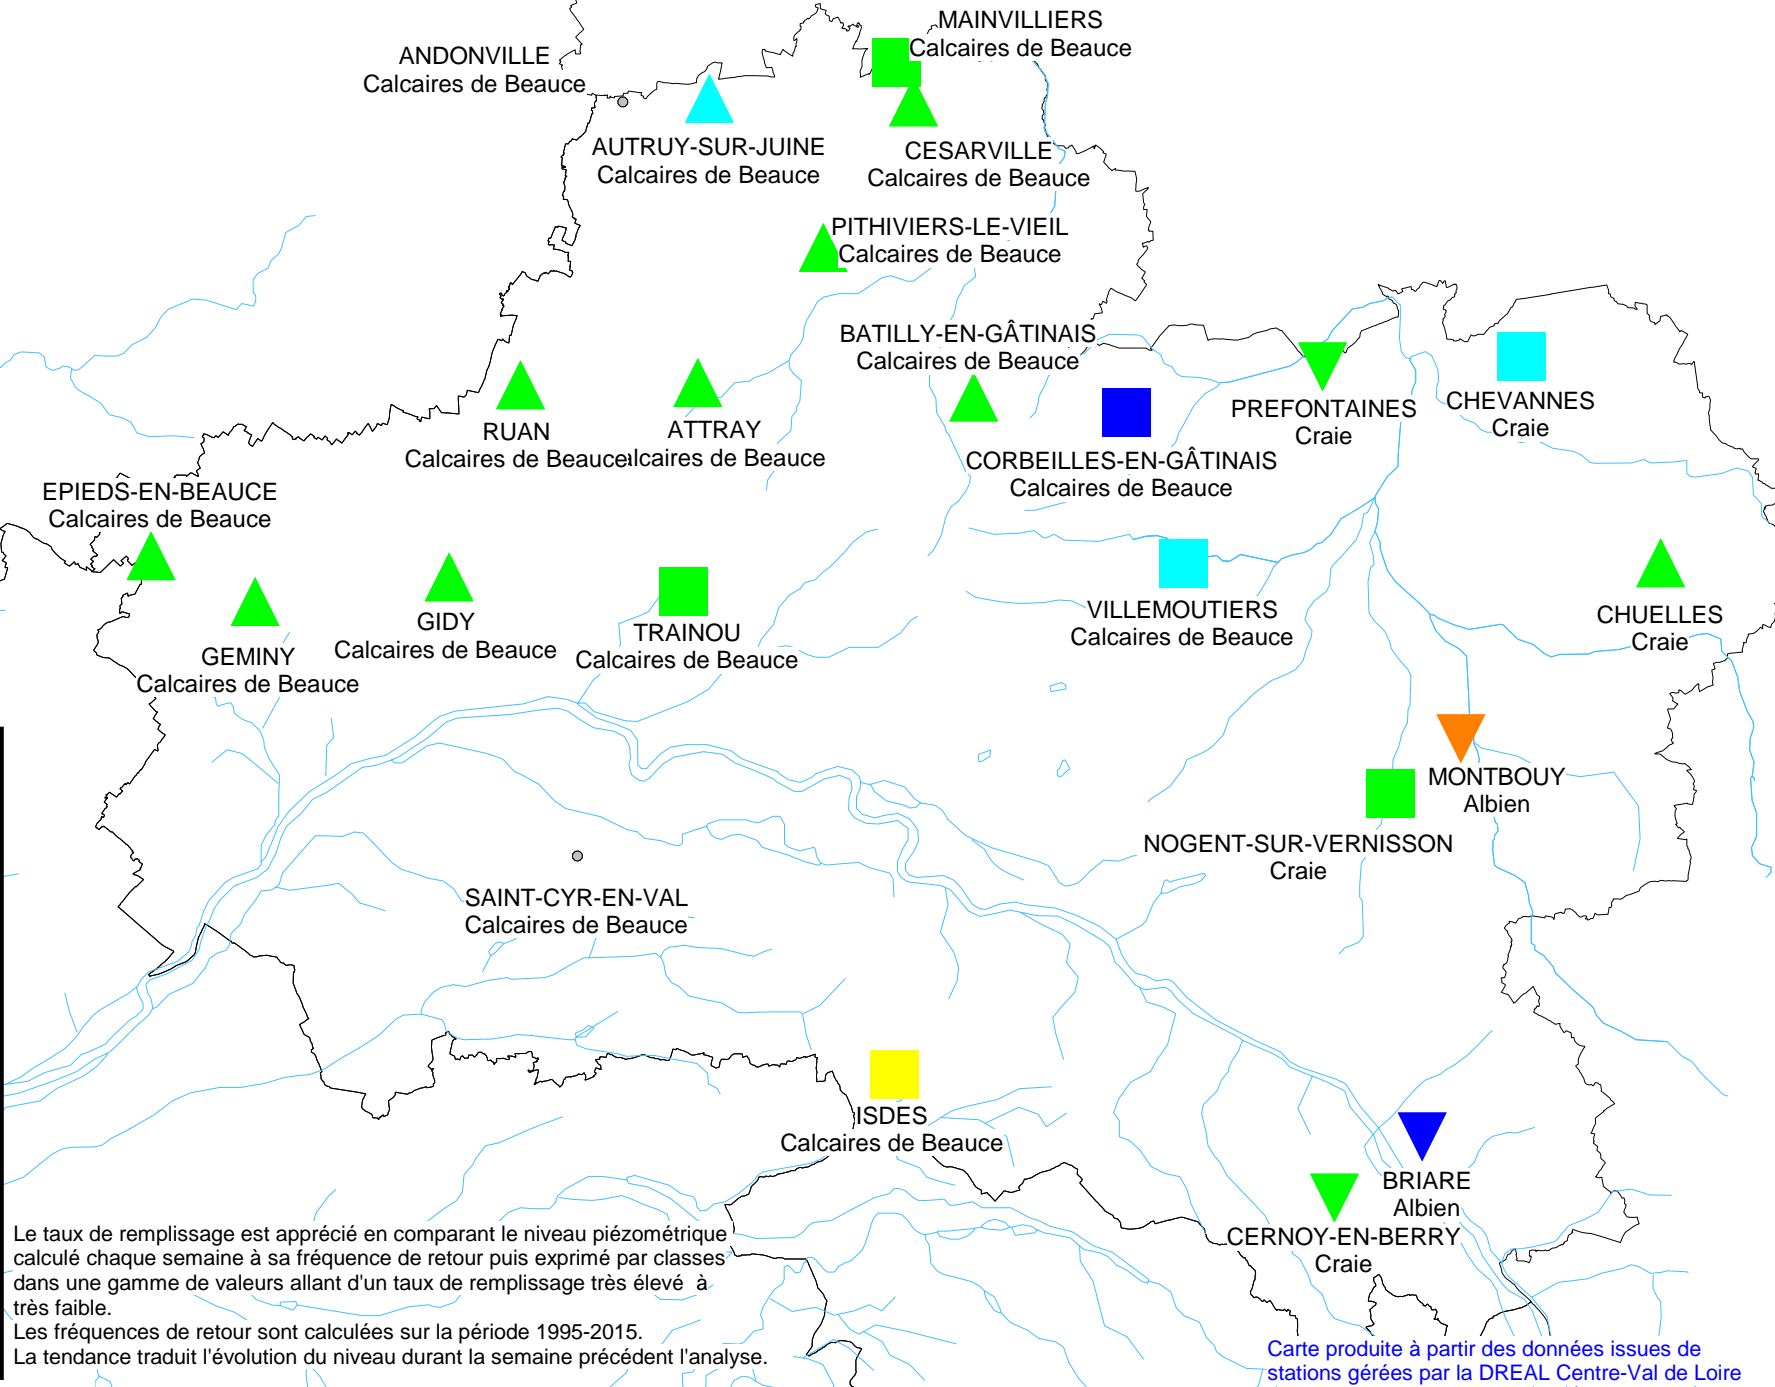 MAINVILLIERS
Calcaires de Beauce
ANDONVILLE
Calcaires de Beauce
AUTRUY-SUR-JUINE
Calcaires de Beauce
CESARVILLE
Calcaires de Beauce
PITHIVIERS-LE-VIEIL
Calcaires de Beauce
BATILLY-EN-GÂTINAIS
Calcaires de Beauce
PREFONTAINES
Craie
CHEVANNES
Craie
RUAN
Calcaires de Beauce
ATTRAY
alcaires de Beauce
CORBEILLES-EN-GÂTINAIS
Calcaires de Beauce
EPIEDS-EN-BEAUCE
Calcaires de Beauce
GEMINY
Calcaires de Beauce
GIDY
Calcaires de Beauce
TRAINOU
Calcaires de Beauce
VILLEMOUTIERS
Calcaires de Beauce
CHUELLES
Craie
MONTBOUY
Albien
NOGENT-SUR-VERNISSON
Craie
SAINT-CYR-EN-VAL
Calcaires de Beauce
ISDES
Calcaires de Beauce
BRIARE
Albien
CERNOY-EN-BERRY
Craie
Le taux de remplissage est apprécié en comparant le niveau piézométrique
calculé chaque semaine à sa fréquence de retour puis exprimé par classes
dans une gamme de valeurs allant d'un taux de remplissage très élevé à
très faible.
Les fréquences de retour sont calculées sur la période 1995-2015.
La tendance traduit l'évolution du niveau durant la semaine précédent l'analyse.
Carte produite à partir des données issues de
stations gérées par la DREAL Centre-Val de Loire